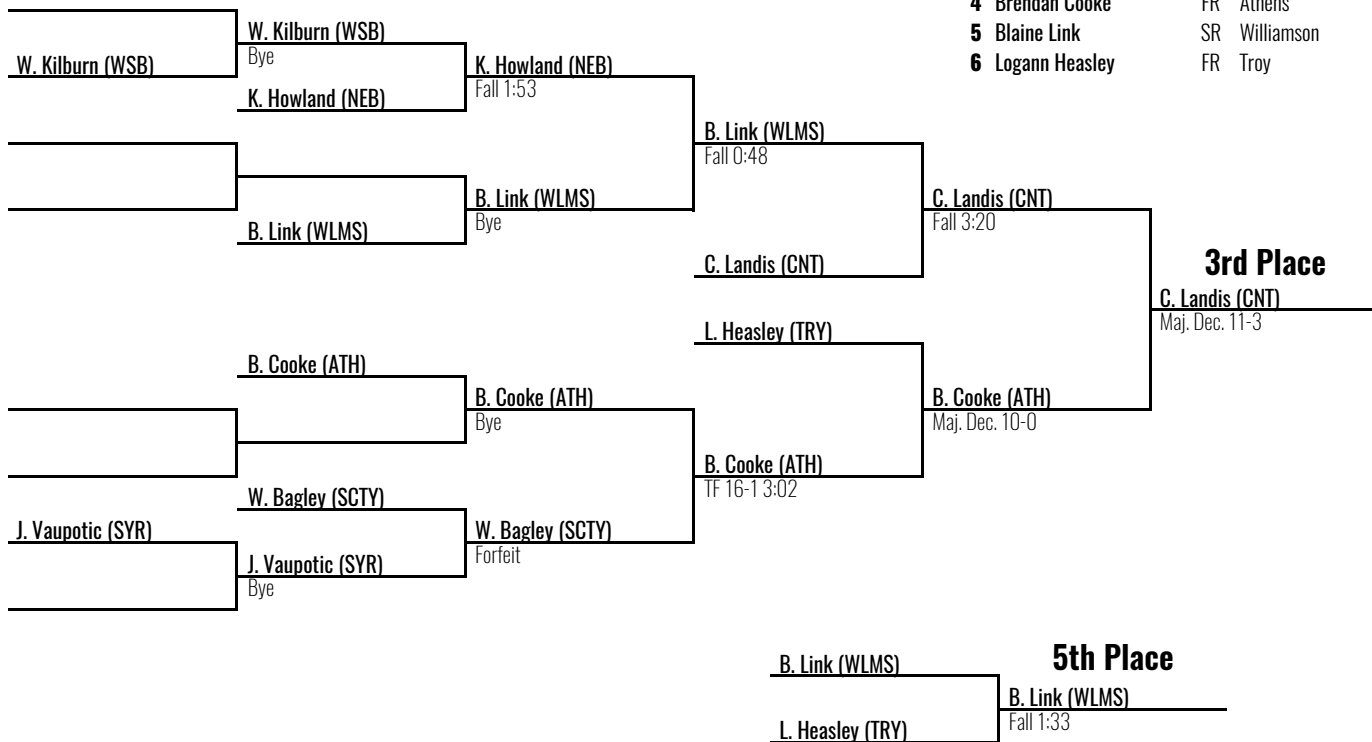 4 Brendan Cooke FR Athens
5 Blaine Link SR Williamson
6 Logann Heasley FR Troy
W. Kilburn (WSB)
W. Kilburn (WSB)
Bye
K. Howland (NEB)
K. Howland (NEB)
Fall 1:53
B. Link (WLMS)
Fall 0:48
B. Link (WLMS)
B. Link (WLMS)
Bye
C. Landis (CNT)
C. Landis (CNT)
Fall 3:20
3rd Place
C. Landis (CNT)
Maj. Dec. 11-3
L. Heasley (TRY)
B. Cooke (ATH)
B. Cooke (ATH)
Bye
B. Cooke (ATH)
Maj. Dec. 10-0
B. Cooke (ATH)
TF 16-1 3:02
W. Bagley (SCTY)
J. Vaupotic (SYR)
J. Vaupotic (SYR)
Bye
W. Bagley (SCTY)
Forfeit
5th Place
B. Link (WLMS)
B. Link (WLMS)
Fall 1:33
L. Heasley (TRY)